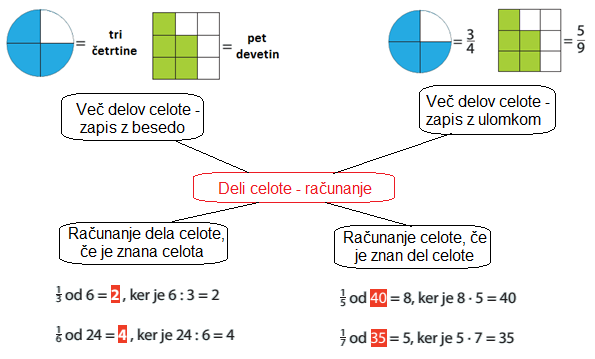 = tri
četrtine
= pet
devetin
= 3/4
= 5/9
Več delov celote -
zapis z besedo
Več delov celote -
zapis z ulomkom
Deli celote - računanje
Računanje dela celote,
če je znana celota
Računanje celote, če
je znan del celote
1/3 od 6 = 2 , ker je 6 : 3 = 2
1/6 od 24 = 4 , ker je 24 : 6 = 4
1/5 od 40 = 8, ker je 8 · 5 = 40
1/7 od 35 = 5, ker je 5 · 7 = 35